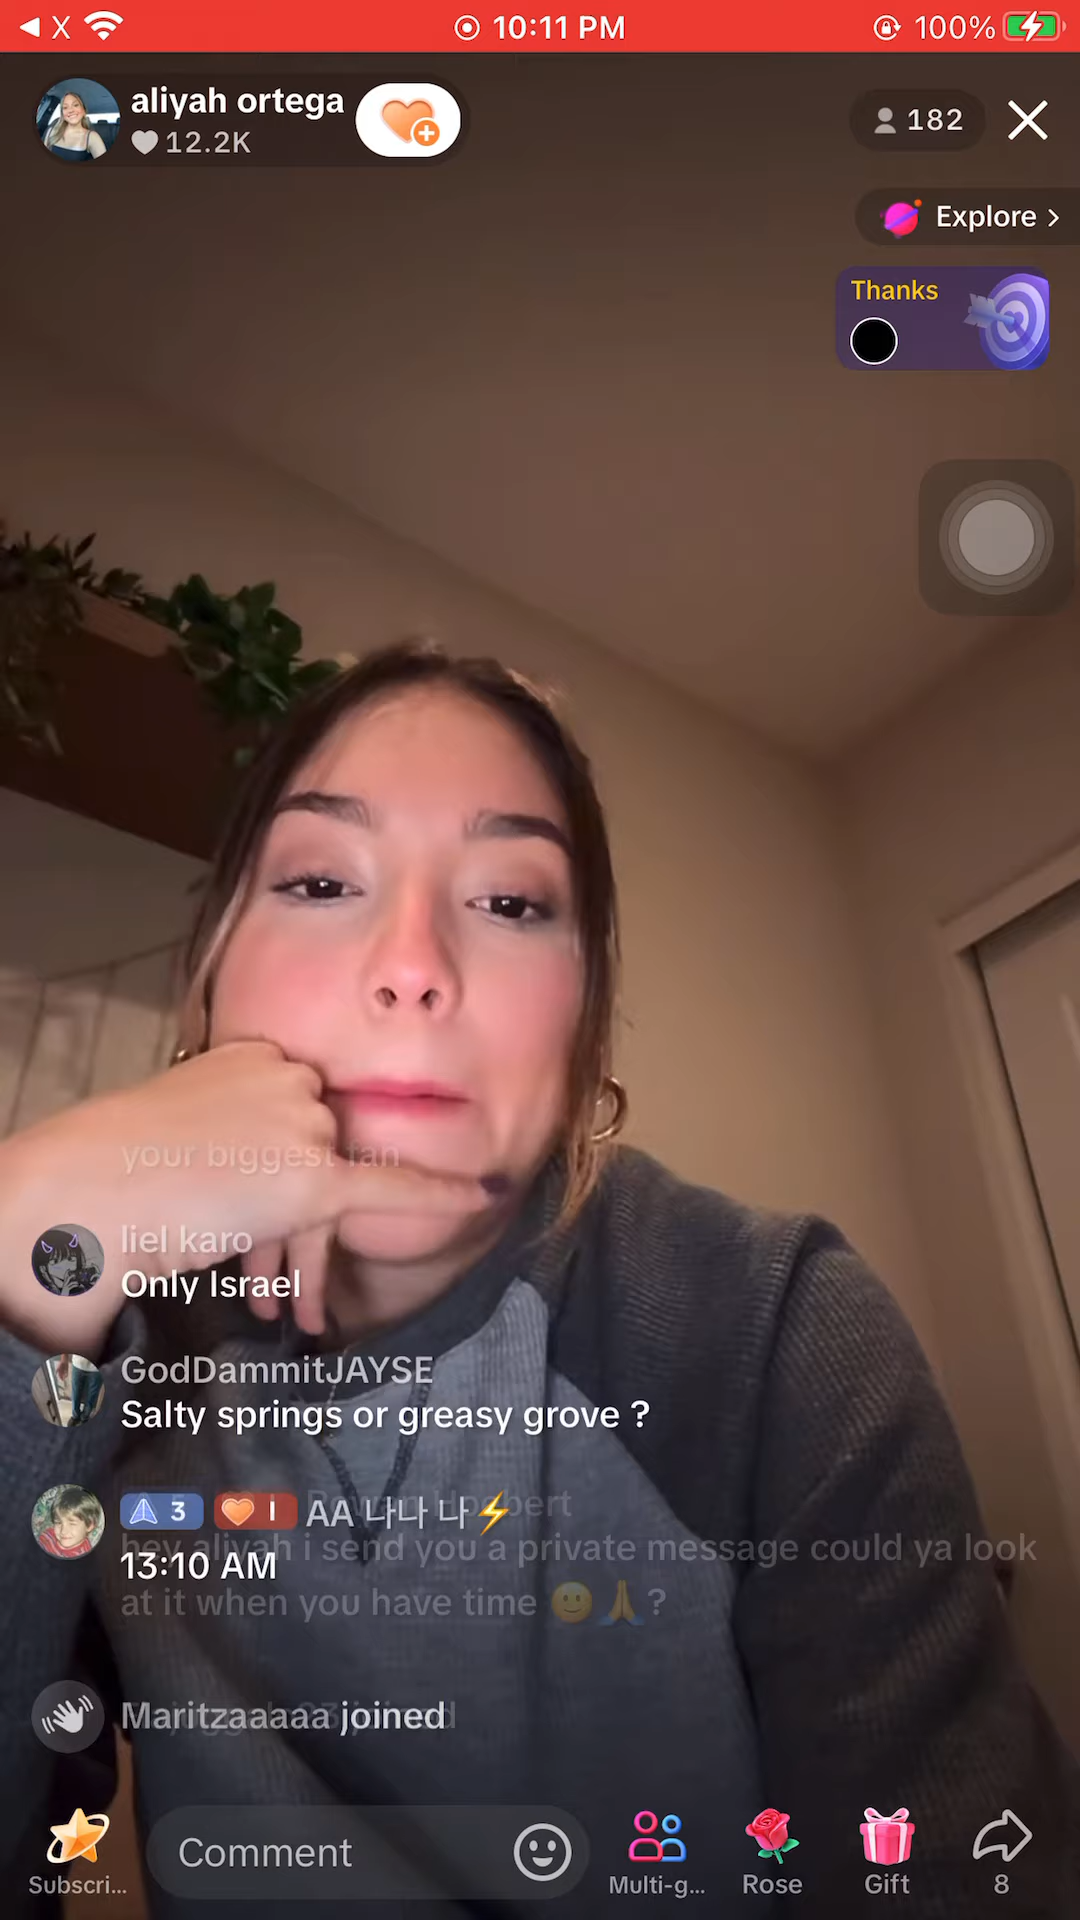 X
10:11 PM
100%
aliyah ortega
12.2K
182
Explore >
Thanks
your biggest fan
liel karo
Only Israel
GodDammitJAYSE
Salty springs or greasy grove ?
3 I AA 나나 나⚡
13:10 AM
hey aliyah i send you a private message could ya look
at it when you have time 🙂🙏?
Maritzaaaaa joined
Comment
Subscri... Multi-g... Rose Gift 8